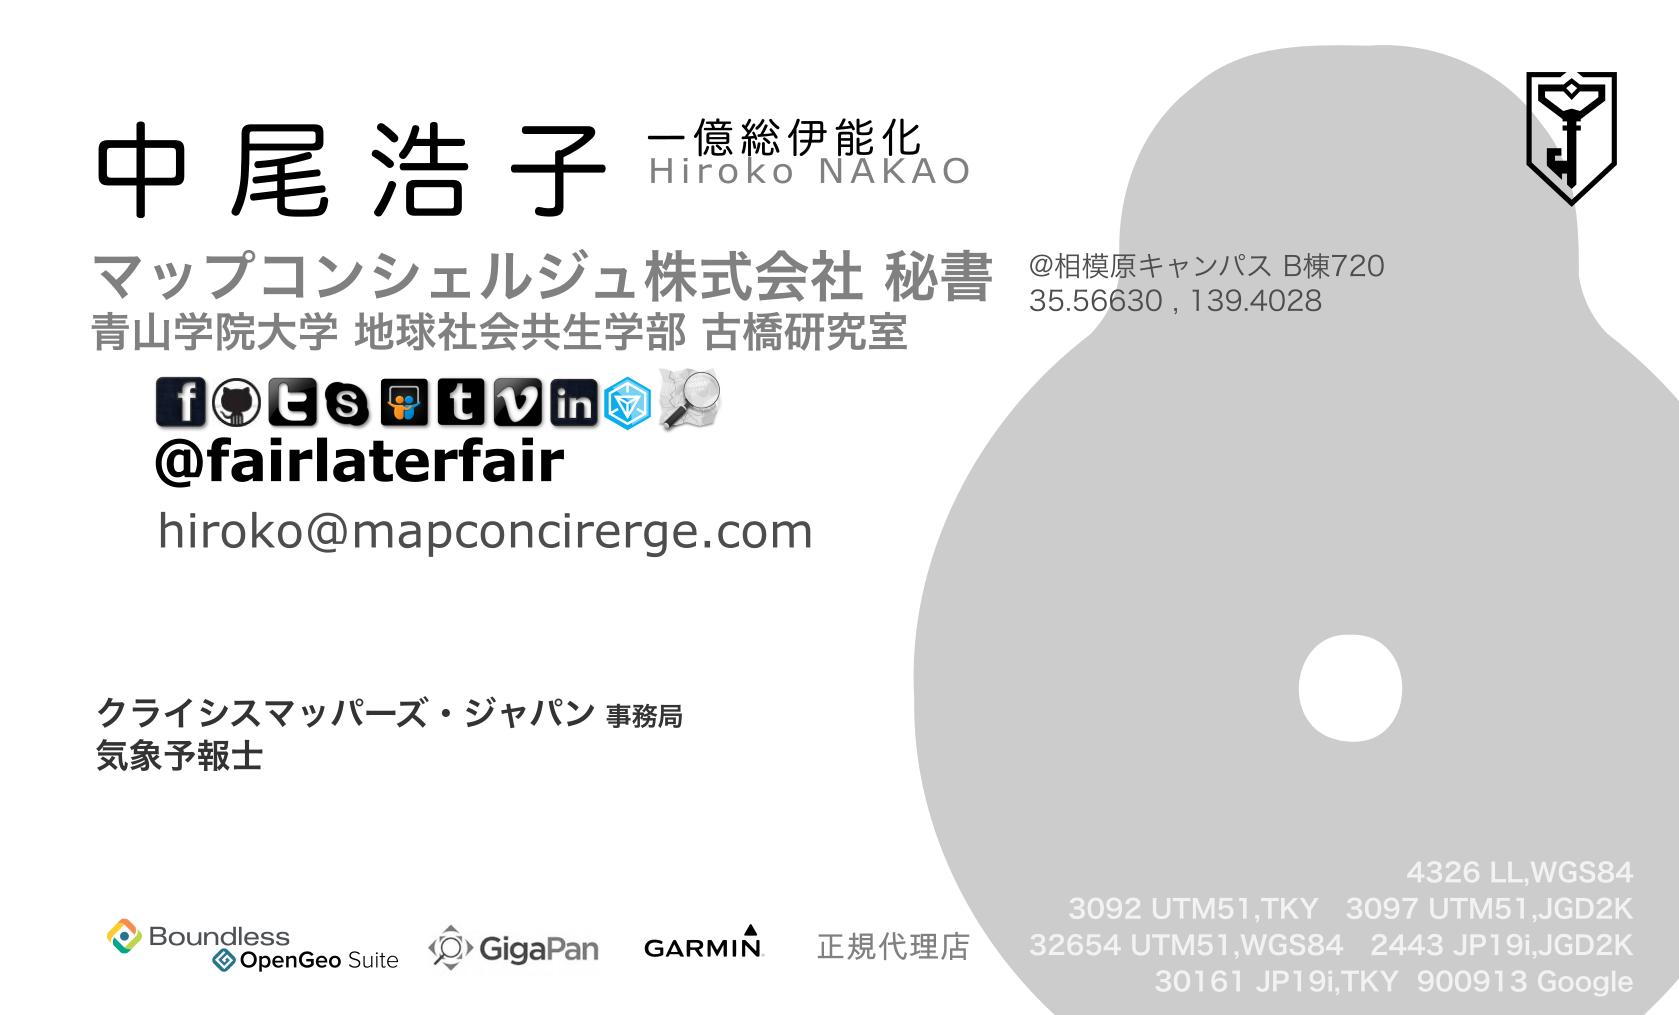 中尾浩子
一億総伊能化
Hiroko NAKAO
マップコンシェルジュ株式会社 秘書
青山学院大学 地球社会共生学部 古橋研究室
@相模原キャンパス B棟720
35.56630 , 139.4028
@fairlaterfair
hiroko@mapconcirerge.com
クライシスマッパーズ・ジャパン 事務局
気象予報士
Boundless
OpenGeo Suite
GigaPan
GARMIN
正規代理店
4326 LL,WGS84
3092 UTM51,TKY 3097 UTM51,JGD2K
32654 UTM51,WGS84 2443 JP19i,JGD2K
30161 JP19i,TKY 900913 Google